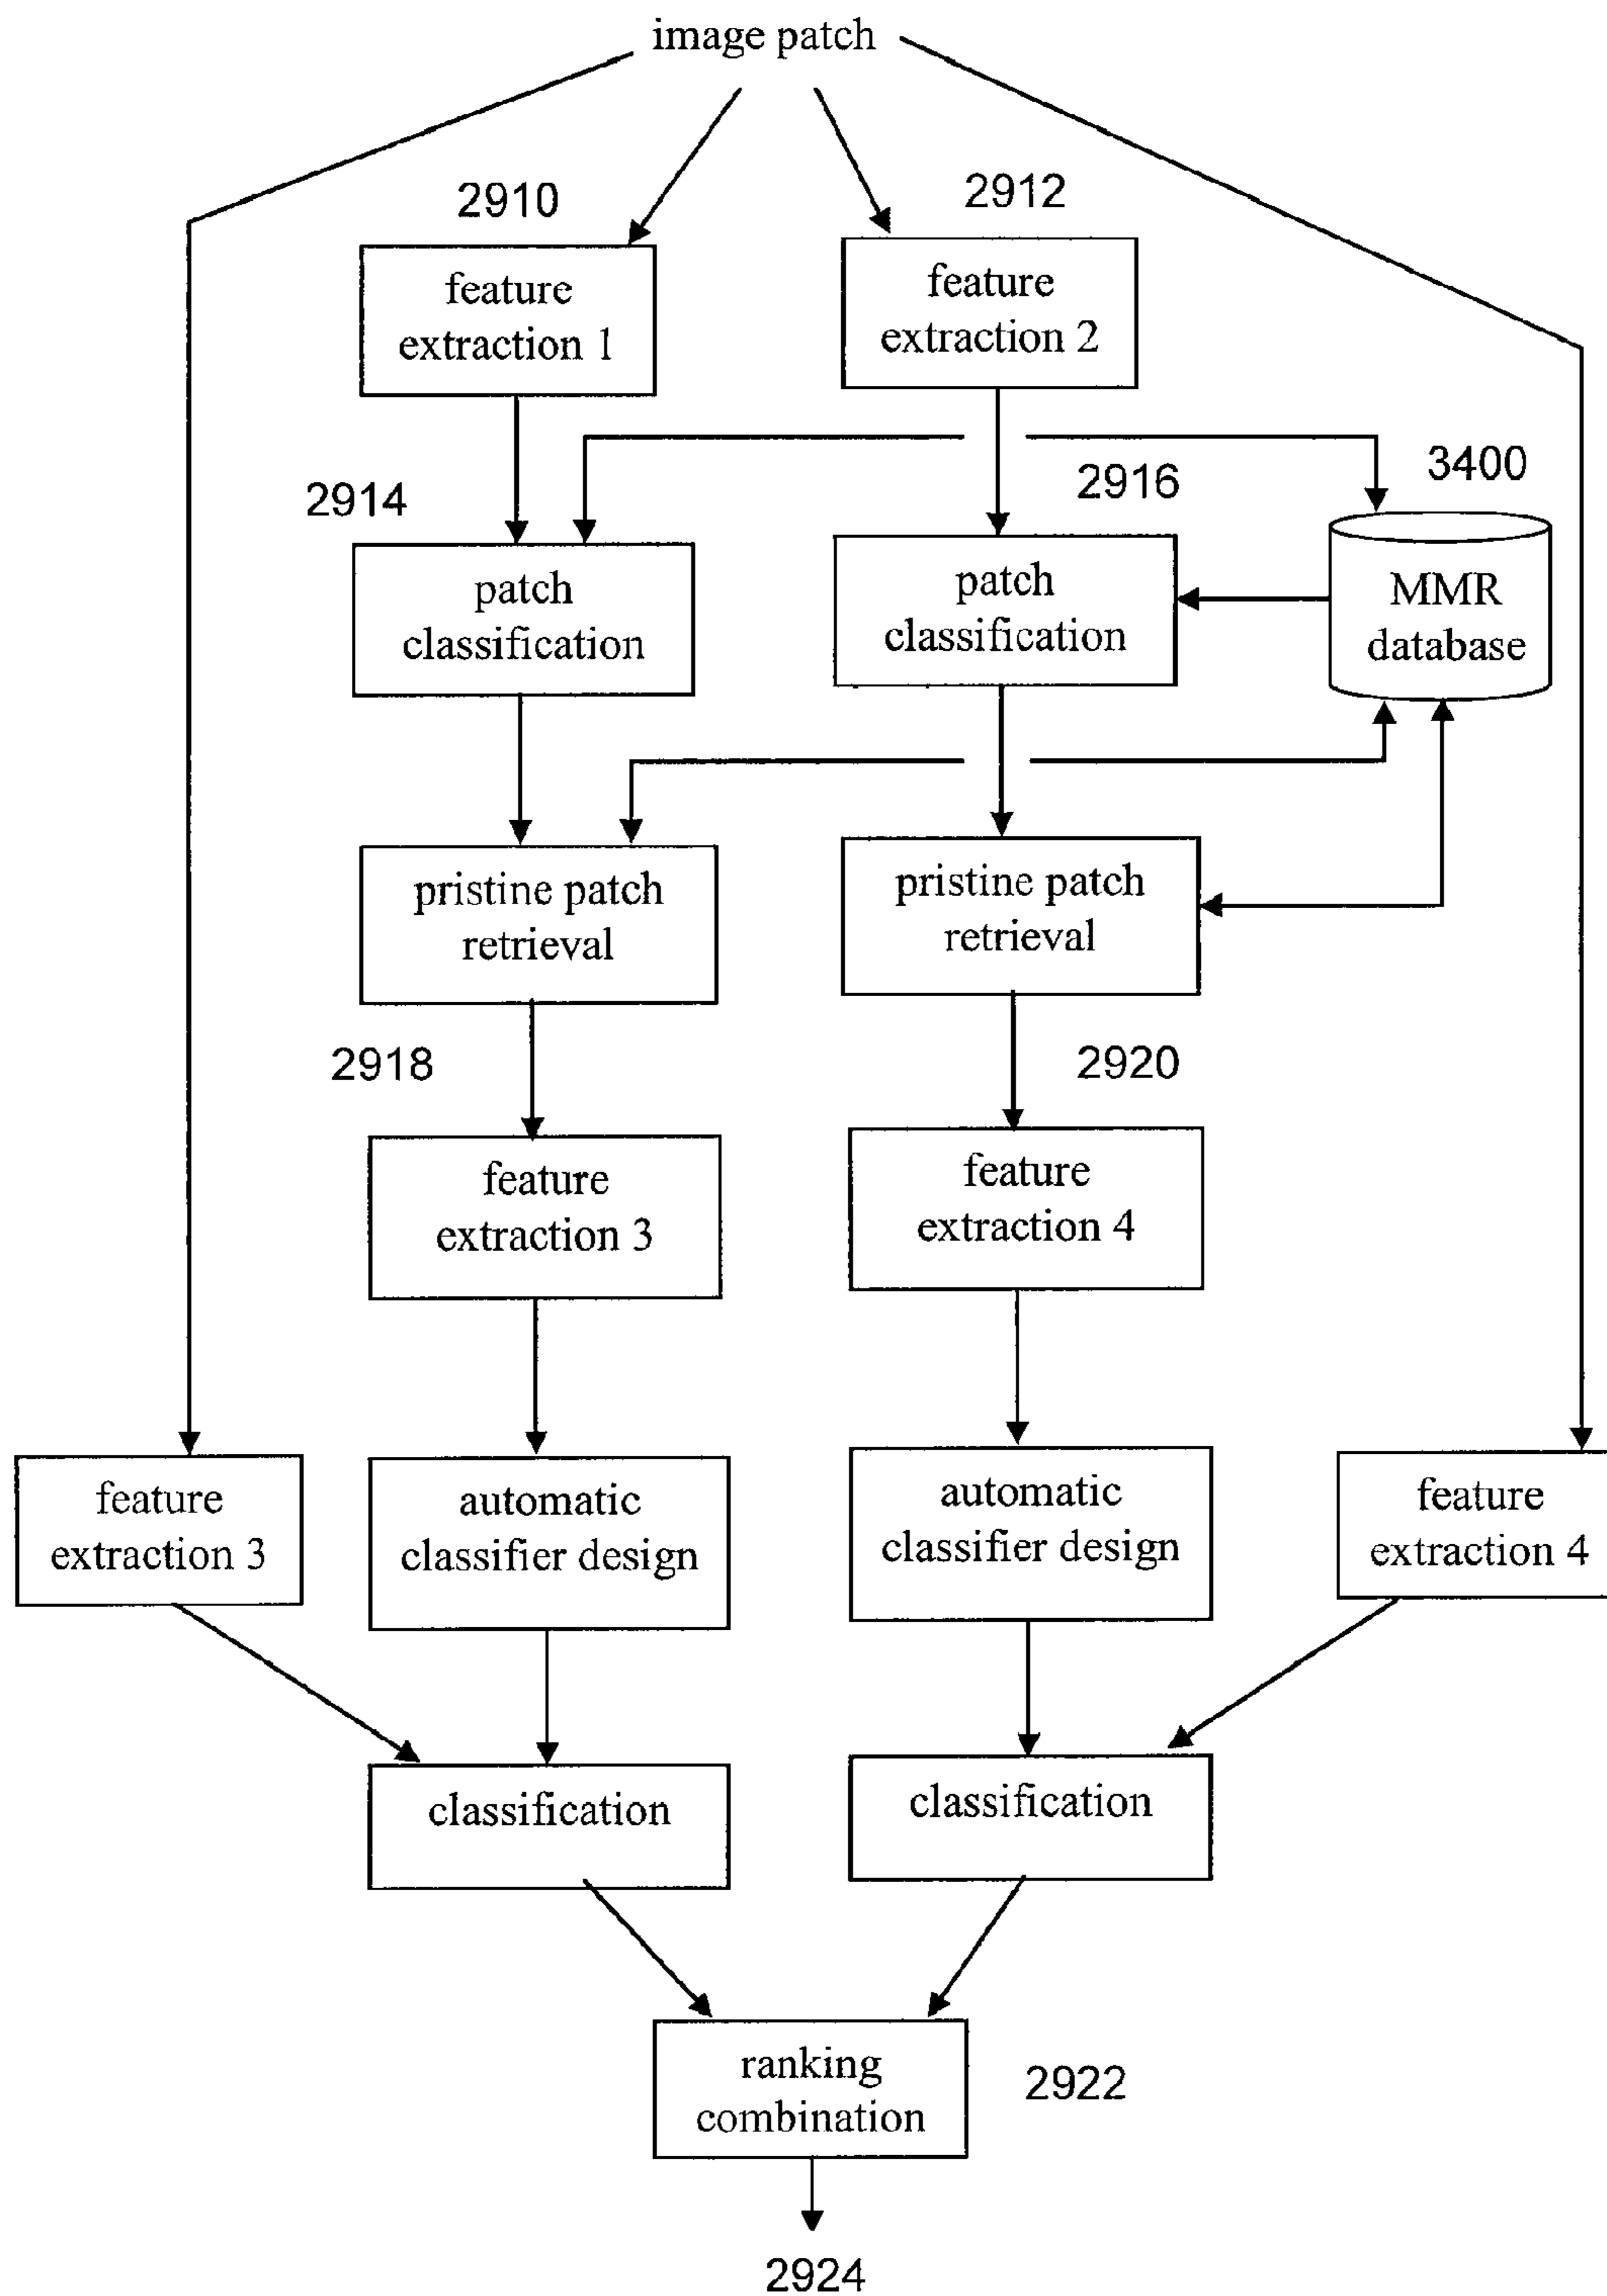 image patch
2910
2912
feature
extraction 1
feature
extraction 2
2914
2916
3400
patch
classification
patch
classification
MMR
database
pristine patch
retrieval
pristine patch
retrieval
2918
2920
feature
extraction 3
feature
extraction 4
feature
extraction 3
automatic
classifier design
automatic
classifier design
feature
extraction 4
classification
classification
ranking
combination
2922
2924